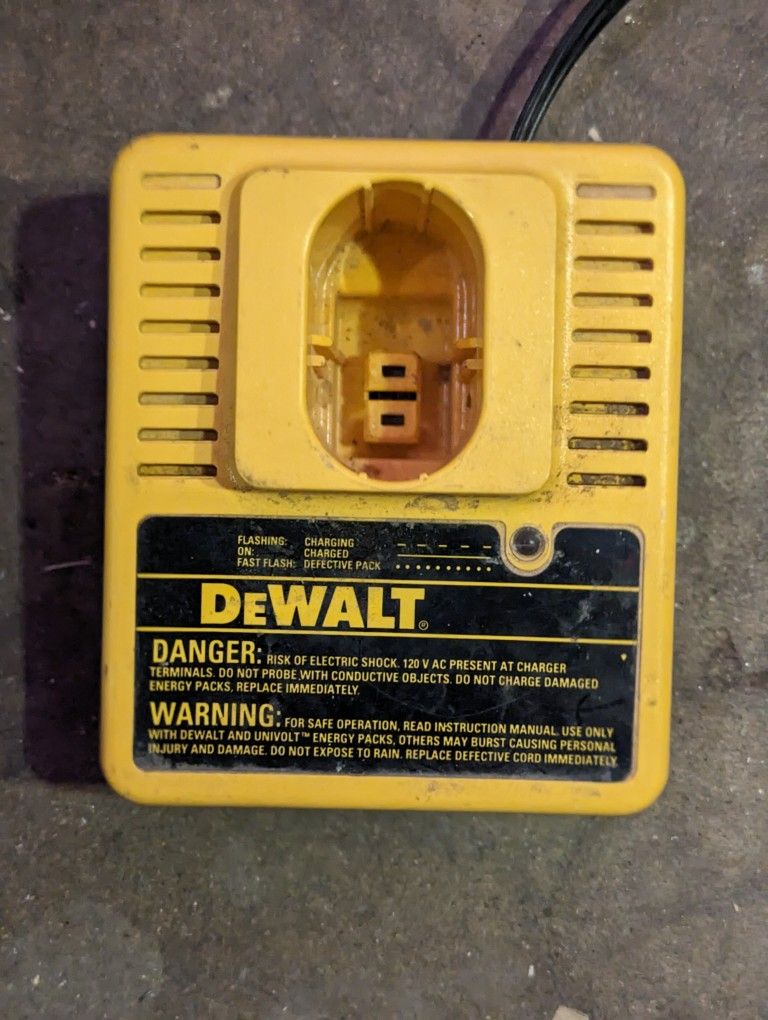 FLASHING: CHARGING
ON: CHARGED
FAST FLASH: DEFECTIVE PACK
DEWALT®
DANGER: RISK OF ELECTRIC SHOCK. 120 V AC PRESENT AT CHARGER
TERMINALS. DO NOT PROBE WITH CONDUCTIVE OBJECTS. DO NOT CHARGE DAMAGED
ENERGY PACKS, REPLACE IMMEDIATELY.
WARNING: FOR SAFE OPERATION, READ INSTRUCTION MANUAL. USE ONLY
WITH DEWALT AND UNIVOLT™ ENERGY PACKS, OTHERS MAY BURST CAUSING PERSONAL
INJURY AND DAMAGE. DO NOT EXPOSE TO RAIN. REPLACE DEFECTIVE CORD IMMEDIATELY.